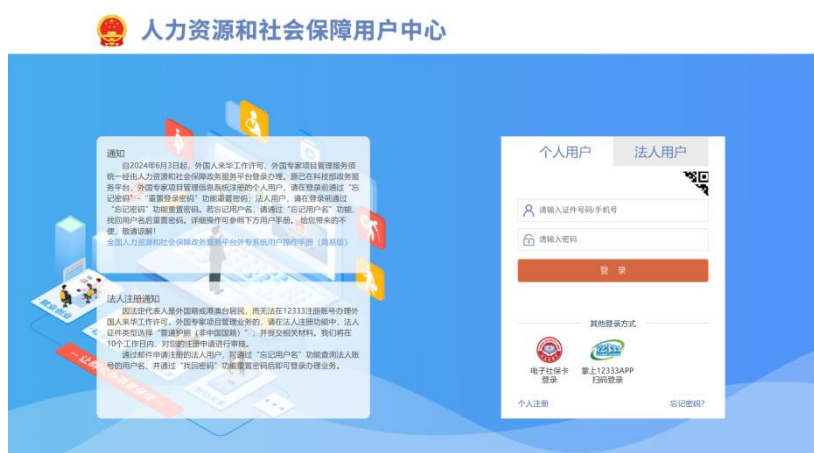 人力资源和社会保障用户中心
通知
自2024年6月3日起，外国人来华工作许可、外国专家项目管理服务须
统一经由人力资源和社会保障政务服务平台登录办理。原已在科技部政务服
务平台、外国专家项目管理信息系统注册的个人用户，请在登录前通过“忘
记密码”-“重置登录密码”功能重置密码；法人用户，请在登录前通过
“忘记密码”功能重置密码。若忘记用户名，请通过“忘记用户名”功能，
找回用户名后重置密码。详细操作可参照下方用户手册。 给您带来的不
便，敬请谅解！
全国人力资源和社会保障政务服务平台外专系统用户操作手册（简易版）
法人注册通知
因法定代表人是外国籍或港澳台居民，而无法在12333注册账号办理外
国人来华工作许可、外国专家项目管理业务的，请在法人注册功能中，法人
证件类型选择“普通护照（非中国国籍）”，并提交相关材料。我们将在
10个工作日内，对您的注册申请进行审核。
通过邮件申请注册的法人用户，可通过“忘记用户名”功能查询法人账
号的用户名，并通过“找回密码”功能重置密码后即可登录办理业务。
就业创业
个人用户
法人用户
请输入证件号码/手机号
请输入密码
登 录
其他登录方式
电子社保卡
登录
掌上12333APP
扫码登录
个人注册
忘记密码?